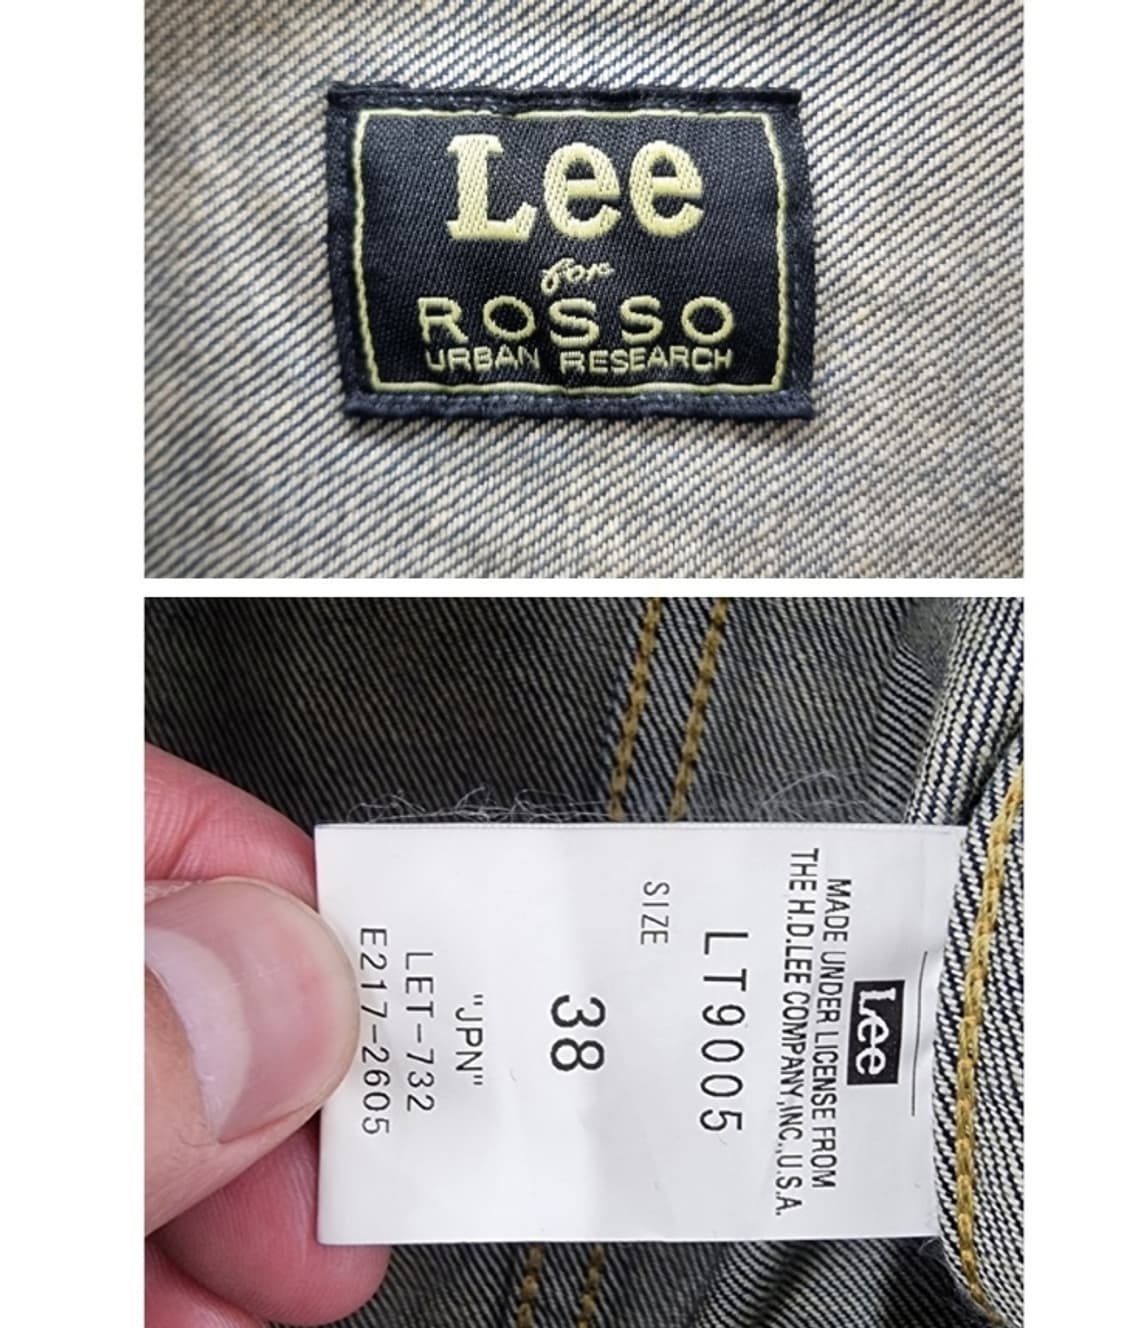 Lee
for
ROSSO
URBAN RESEARCH
Lee
MADE UNDER LICENSE FROM
THE H.D.LEE COMPANY,INC.,U.S.A.
LT9005
SIZE
38
"JPN"
LET-732
E217-2605